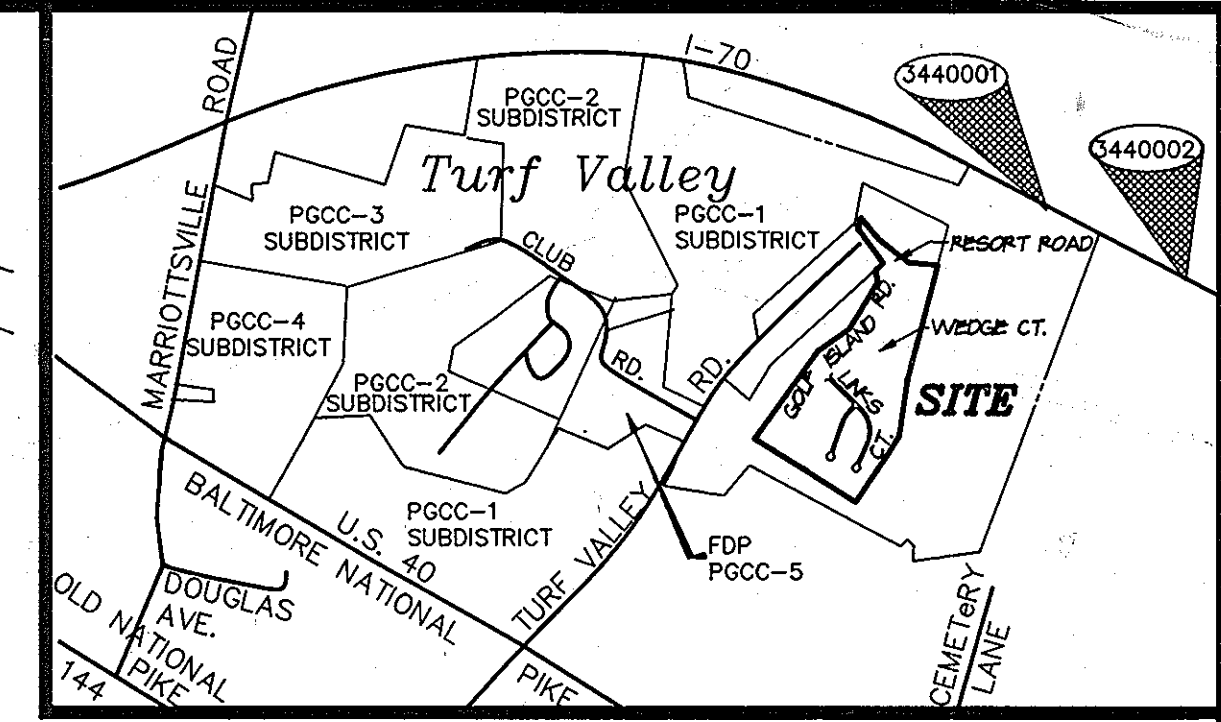 I-70
3440001
3440002
MARRIOTTSVILLE ROAD
PGCC-2
SUBDISTRICT
Turf Valley
PGCC-3
SUBDISTRICT
PGCC-1
SUBDISTRICT
CLUB RD.
RESORT ROAD
GOLF ISLAND RD.
WEDGE CT.
PGCC-4
SUBDISTRICT
PGCC-2
SUBDISTRICT
LINKS CT.
SITE
TURF VALLEY RD.
PGCC-1
SUBDISTRICT
FDP
PGCC-5
U.S. 40
BALTIMORE NATIONAL PIKE
DOUGLAS
AVE.
OLD NATIONAL
PIKE
144
CEMETeRY
LANE